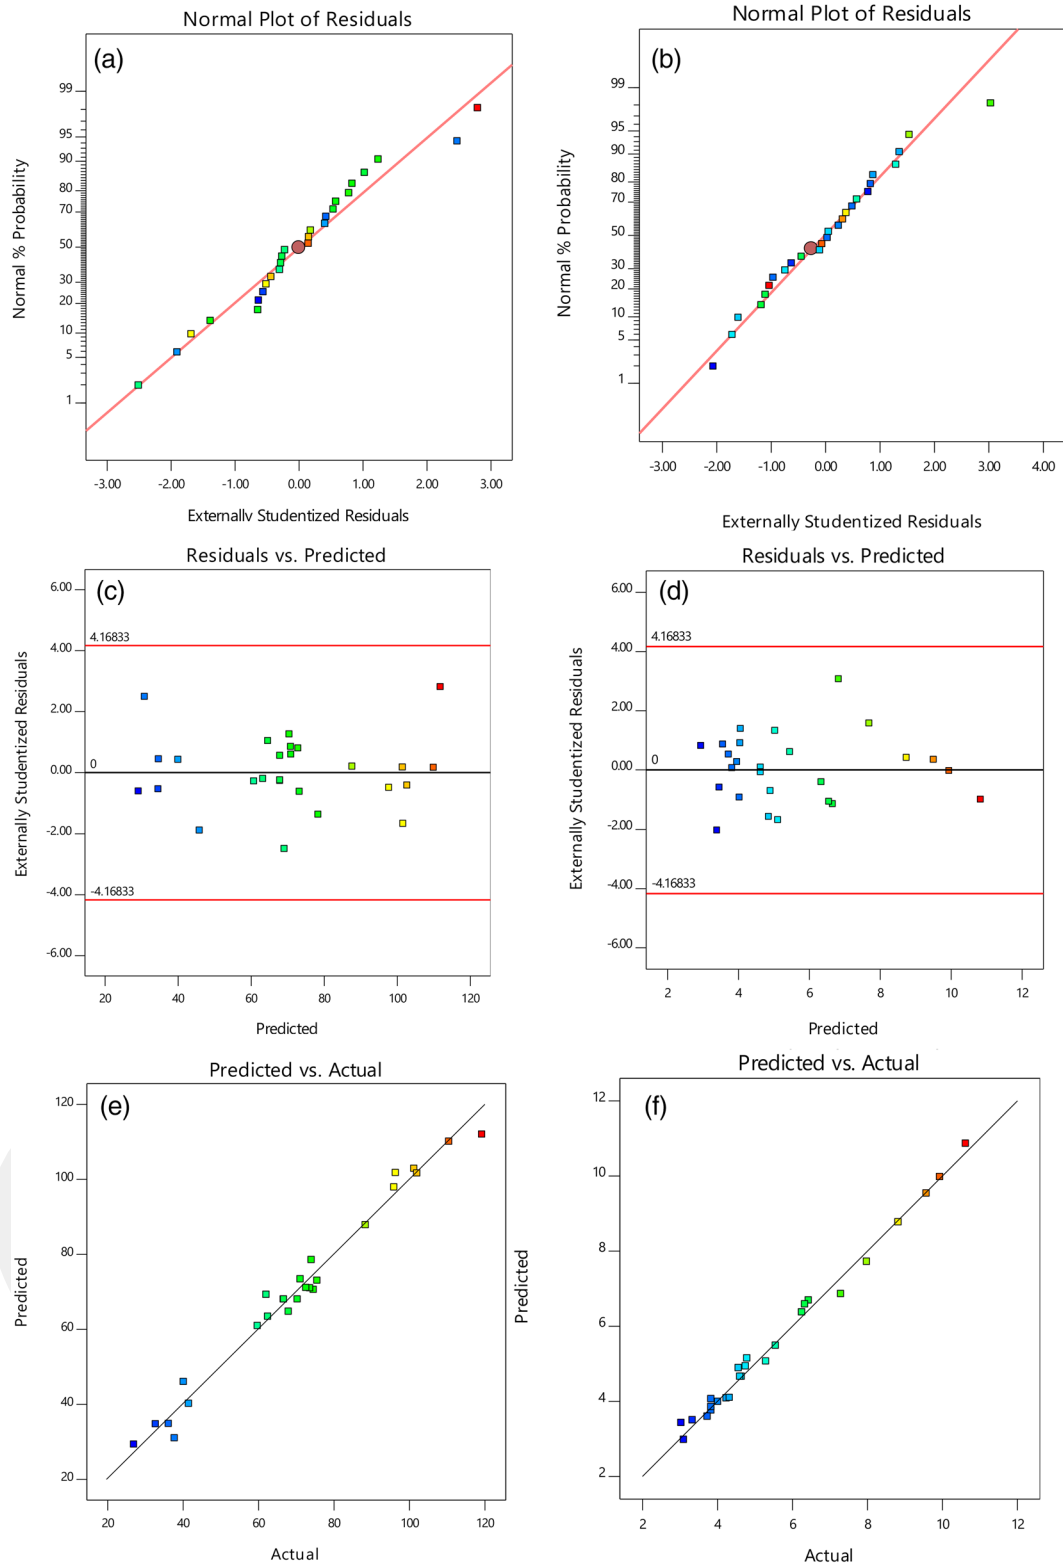 Normal Plot of Residuals
(a)
99
95
90
80
70
50
30
20
10
5
1
Normal % Probability
-3.00 -2.00 -1.00 0.00 1.00 2.00 3.00
Externally Studentized Residuals
Normal Plot of Residuals
(b)
99
95
90
80
70
50
30
20
10
5
1
Normal % Probability
-3.00 -2.00 -1.00 0.00 1.00 2.00 3.00 4.00
Externally Studentized Residuals
Residuals vs. Predicted
(c)
6.00
4.16833
4.00
2.00
0
0.00
-2.00
-4.16833
-4.00
-6.00
Externally Studentized Residuals
20 40 60 80 100 120
Predicted
Residuals vs. Predicted
(d)
6.00
4.16833
4.00
2.00
0
0.00
-2.00
-4.16833
-4.00
-6.00
Externally Studentized Residuals
2 4 6 8 10 12
Predicted
Predicted vs. Actual
(e)
120
100
80
60
40
20
Predicted
20 40 60 80 100 120
Actual
Predicted vs. Actual
(f)
12
10
8
6
4
2
Predicted
2 4 6 8 10 12
Actual